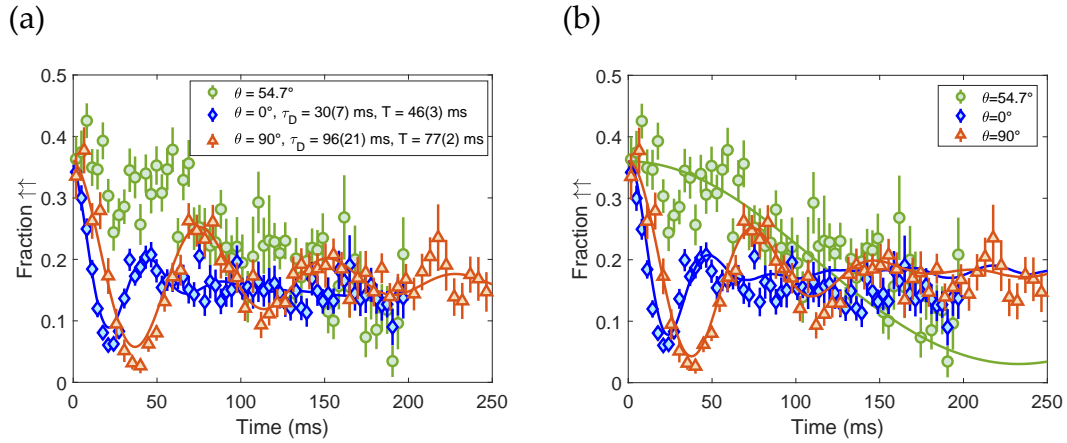 (a)
(b)
0.5
0.4
0.3
0.2
0.1
0
Fraction ↑↑
θ = 54.7°
θ = 0°, τ_D = 30(7) ms, T = 46(3) ms
θ = 90°, τ_D = 96(21) ms, T = 77(2) ms
0 50 100 150 200 250
Time (ms)
0.5
0.4
0.3
0.2
0.1
0
Fraction ↑↑
θ=54.7°
θ=0°
θ=90°
0 50 100 150 200 250
Time (ms)